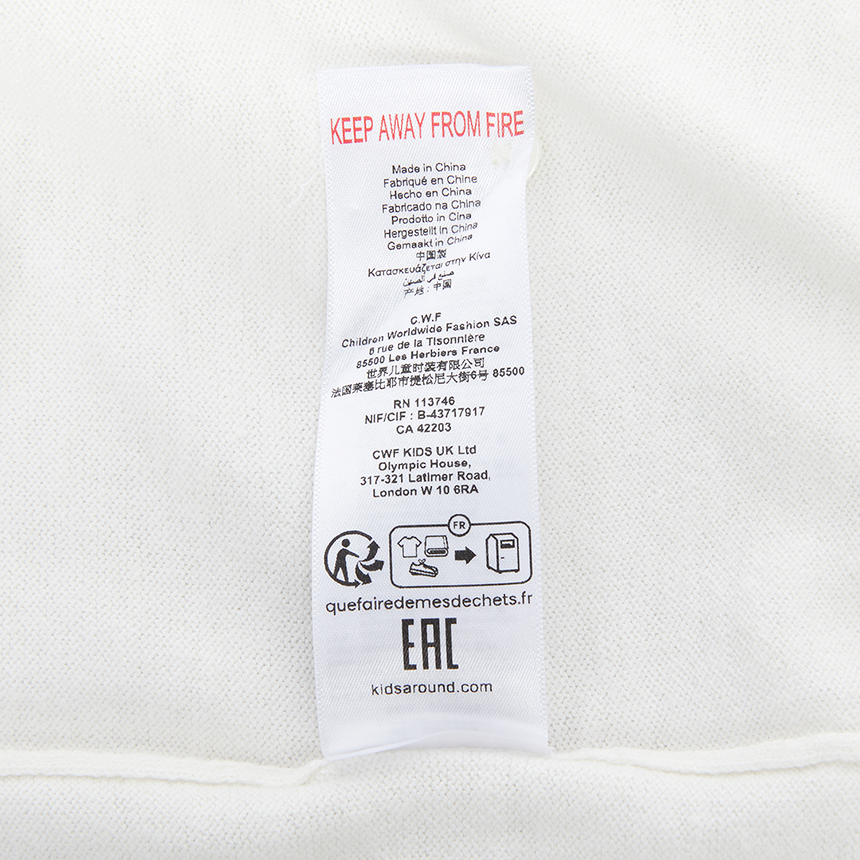 KEEP AWAY FROM FIRE
Made in China
Fabriqué en Chine
Hecho en China
Fabricado na China
Prodotto in Cina
Hergestellt in China
Gemaakt in China
中国製
Κατασκευάζεται στην Κίνα
صنع في الصين
产地：中国
C.W.F
Children Worldwide Fashion SAS
6 rue de la Tisonnière
85500 Les Herbiers France
世界儿童时装有限公司
法国莱塞比耶市提松尼大街6号 85500
RN 113746
NIF/CIF : B-43717917
CA 42203
CWF KIDS UK Ltd
Olympic House,
317-321 Latimer Road,
London W 10 6RA
FR
quefairedemesdechets.fr
EAC
kidsaround.com